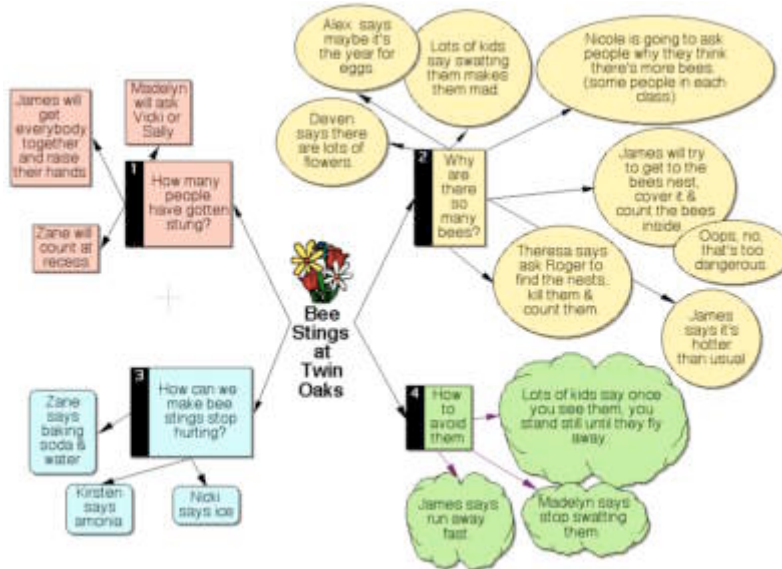 Bee
Stings
at
Twin
Oaks
1
How many
people
have gotten
stung?
James will
get
everybody
together
and raise
their hands
Madelyn
will ask
Vicki or
Sally
Zane will
count at
recess.
2
Why
are
there
so
many
bees?
Alex says
maybe it's
the year for
eggs
Lots of kids
say swatting
them makes
them mad.
Nicole is going to ask
people why they think
there's more bees.
(some people in each
class.)
Deven
says there
are lots of
flowers.
James will try
to get to the
bees nest,
cover it &
count the bees
inside.
Oops, no,
that's too
dangerous.
Theresa says
ask Roger to
find the nests,
kill them &
count them.
James
says it's
hotter
than usual
3
How can we
make bee
stings stop
hurting?
Zane
says
baking
soda &
water
Kirsten
says
amonia
Nicki
says ice
4
How
to
avoid
them
Lots of kids say once
you see them, you
stand still until they fly
away.
James says
run away
fast
Madelyn says
stop swatting
them